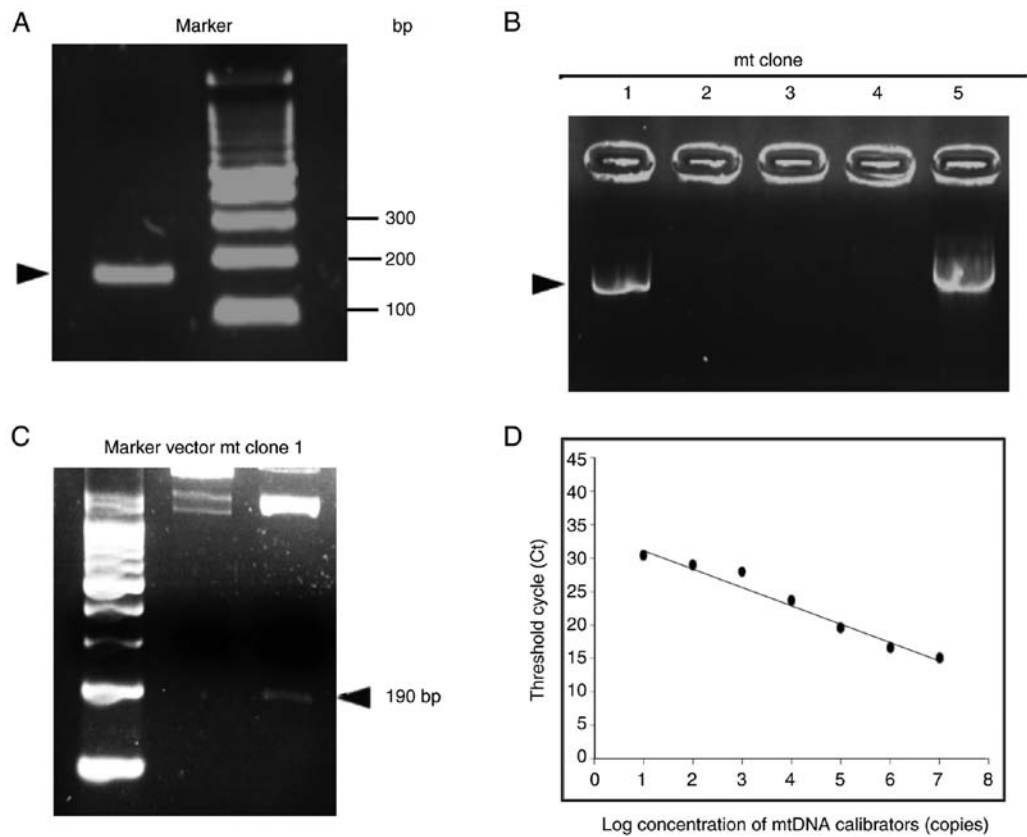 A
Marker
bp
300
200
100
B
mt clone
1 2 3 4 5
C
Marker vector mt clone 1
190 bp
D
45
40
35
30
25
20
15
10
5
0
Threshold cycle (Ct)
0 1 2 3 4 5 6 7 8
Log concentration of mtDNA calibrators (copies)